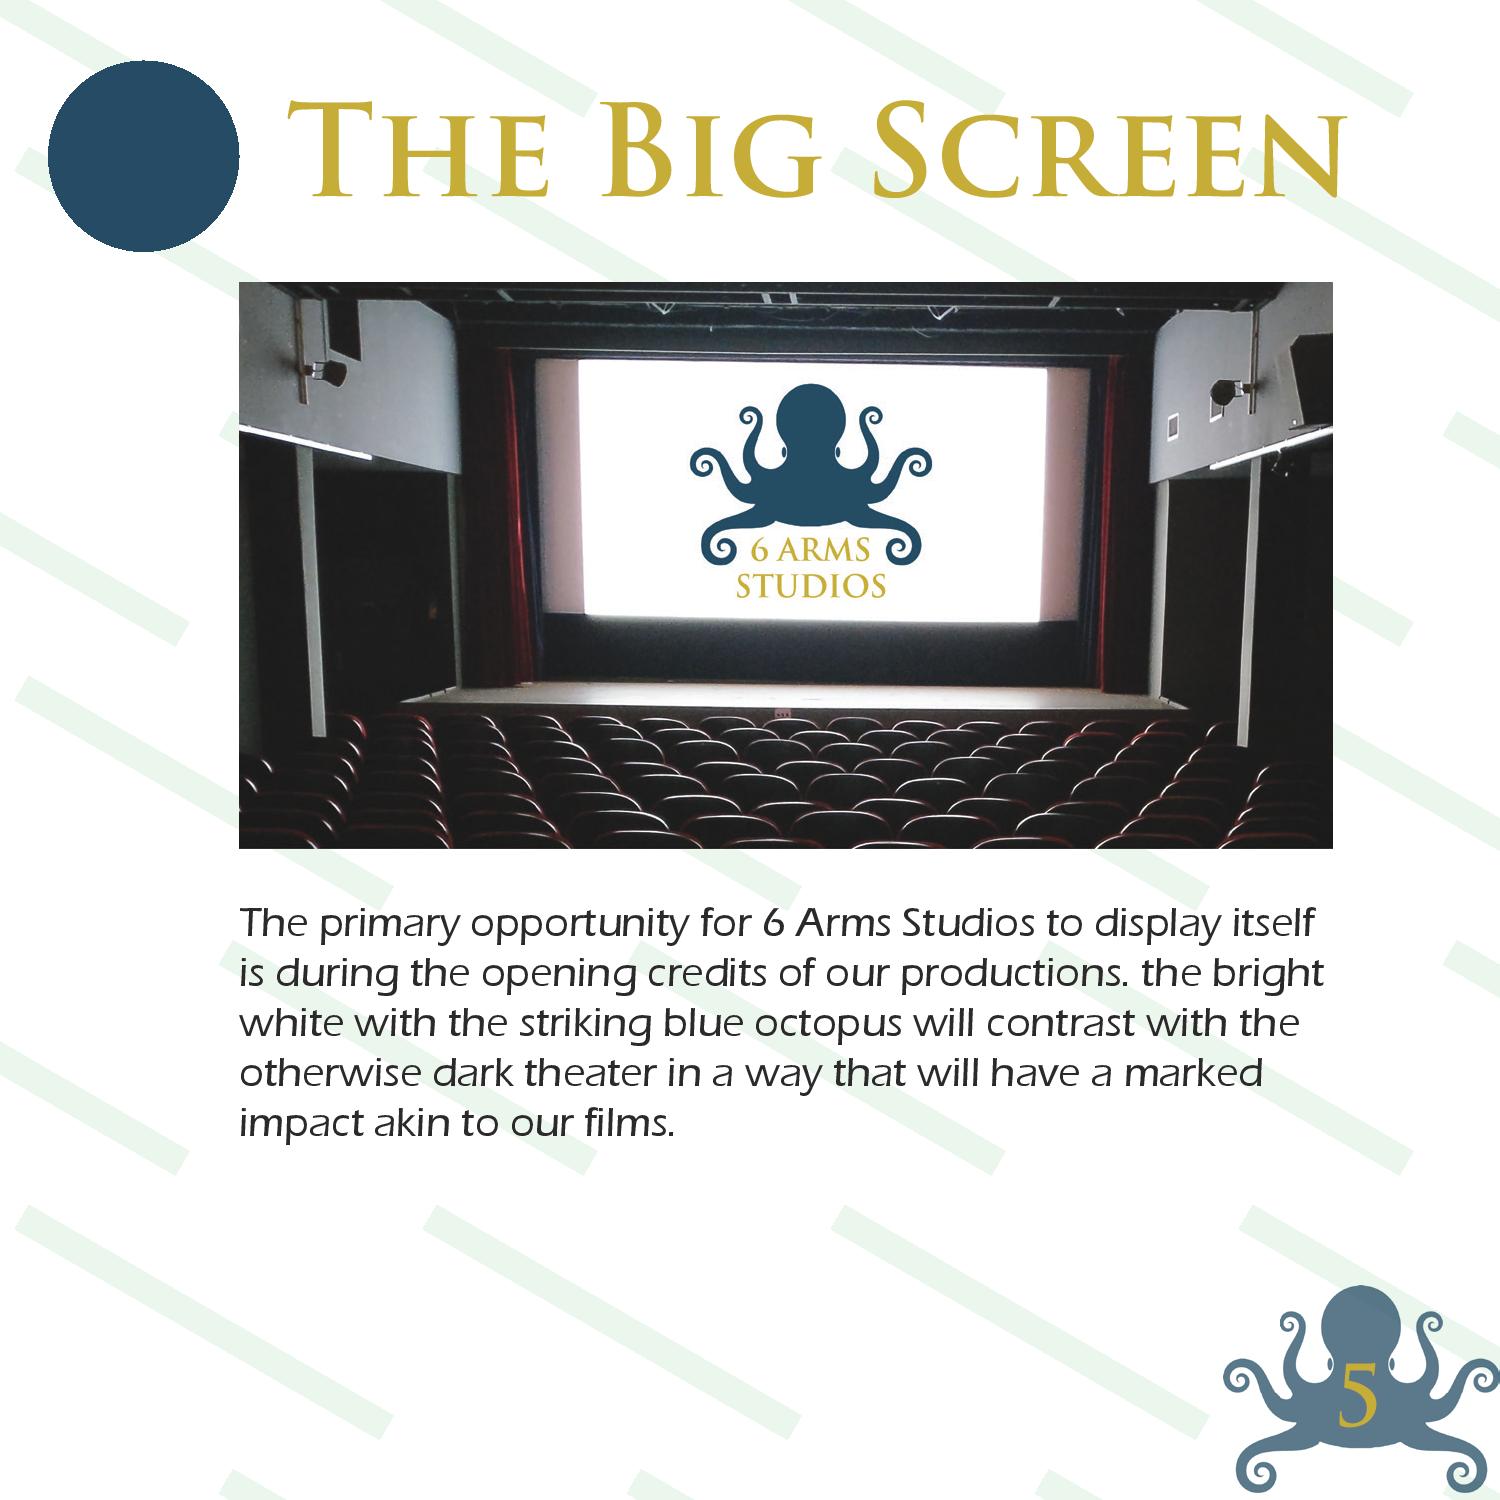 The Big Screen
6 ARMS
STUDIOS
The primary opportunity for 6 Arms Studios to display itself
is during the opening credits of our productions. the bright
white with the striking blue octopus will contrast with the
otherwise dark theater in a way that will have a marked
impact akin to our films.
5